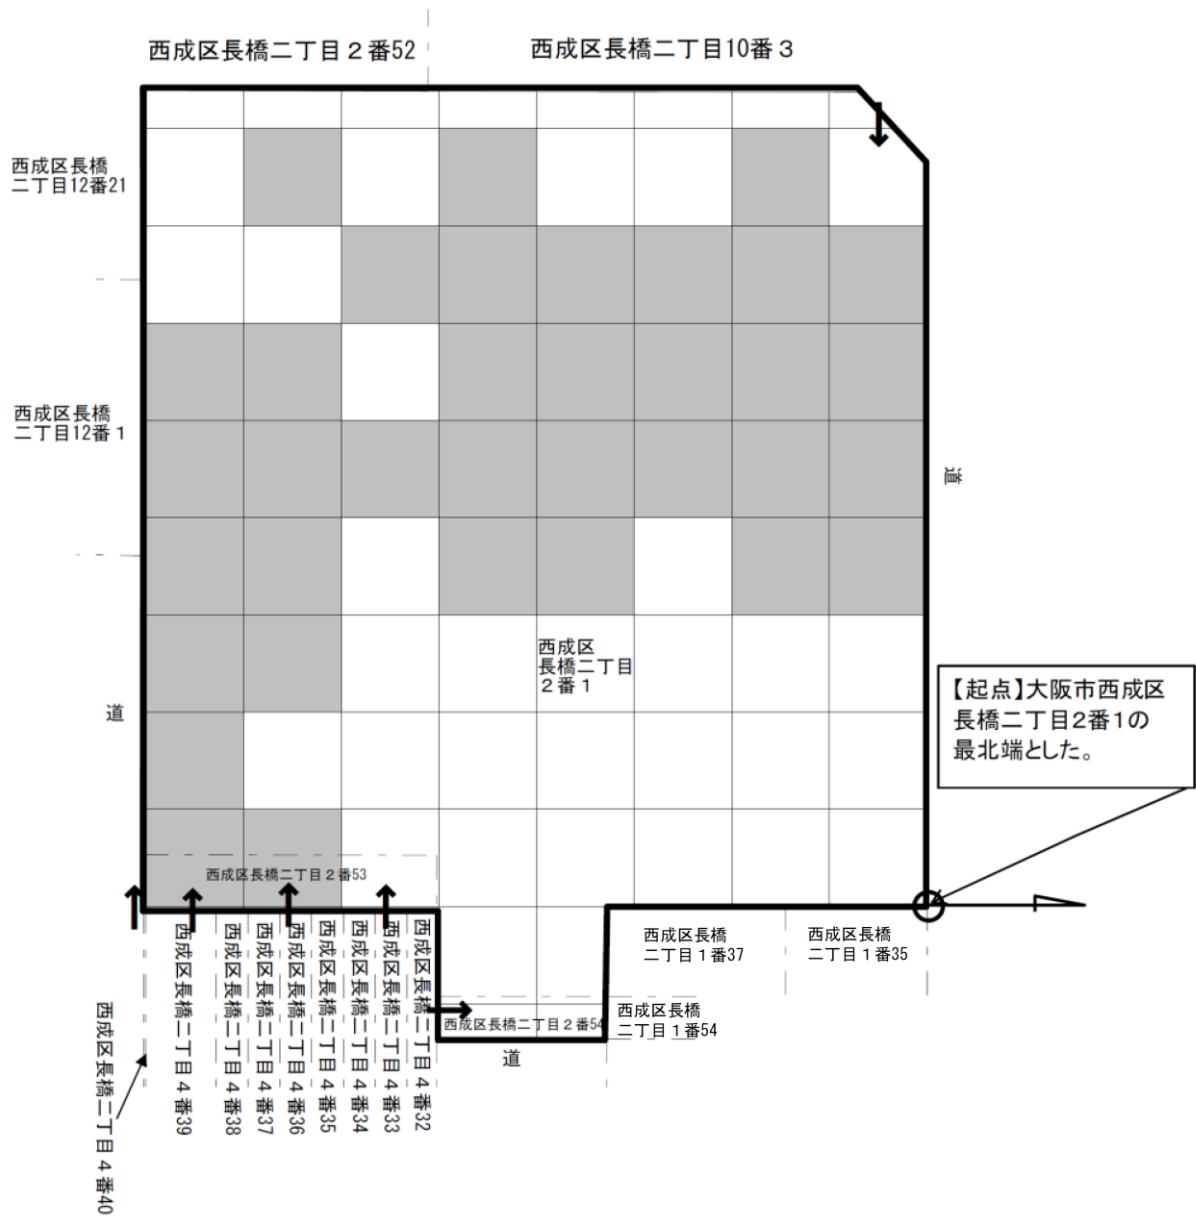 西成区長橋二丁目２番52
西成区長橋二丁目10番３
西成区長橋
二丁目12番21
西成区長橋
二丁目12番１
道
西成区
長橋二丁目
２番１
道
【起点】大阪市西成区
長橋二丁目2番1の
最北端とした。
西成区長橋二丁目２番53
西成区長橋二丁目４番40
西成区長橋二丁目４番39
西成区長橋二丁目４番38
西成区長橋二丁目４番37
西成区長橋二丁目４番36
西成区長橋二丁目４番35
西成区長橋二丁目４番34
西成区長橋二丁目４番33
西成区長橋二丁目４番32
西成区長橋二丁目２番54
道
西成区長橋
二丁目１番54
西成区長橋
二丁目１番37
西成区長橋
二丁目１番35